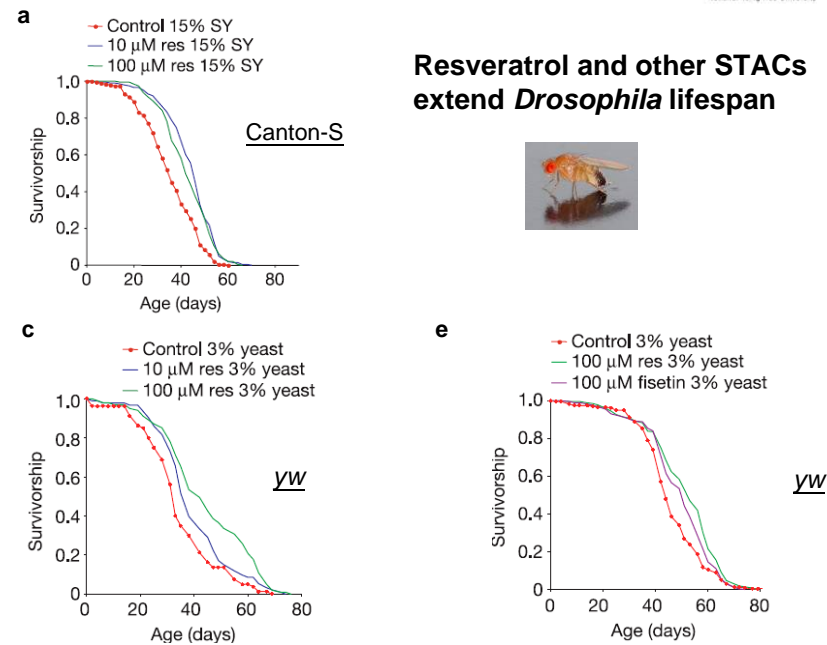 a
Control 15% SY
10 μM res 15% SY
100 μM res 15% SY
Resveratrol and other STACs
extend Drosophila lifespan
Canton-S
Survivorship
1.0
0.8
0.6
0.4
0.2
0
0 20 40 60 80
Age (days)
c
Control 3% yeast
10 μM res 3% yeast
100 μM res 3% yeast
yw
Survivorship
1.0
0.8
0.6
0.4
0.2
0
0 20 40 60 80
Age (days)
e
Control 3% yeast
100 μM res 3% yeast
100 μM fisetin 3% yeast
yw
Survivorship
1.0
0.8
0.6
0.4
0.2
0
0 20 40 60 80
Age (days)